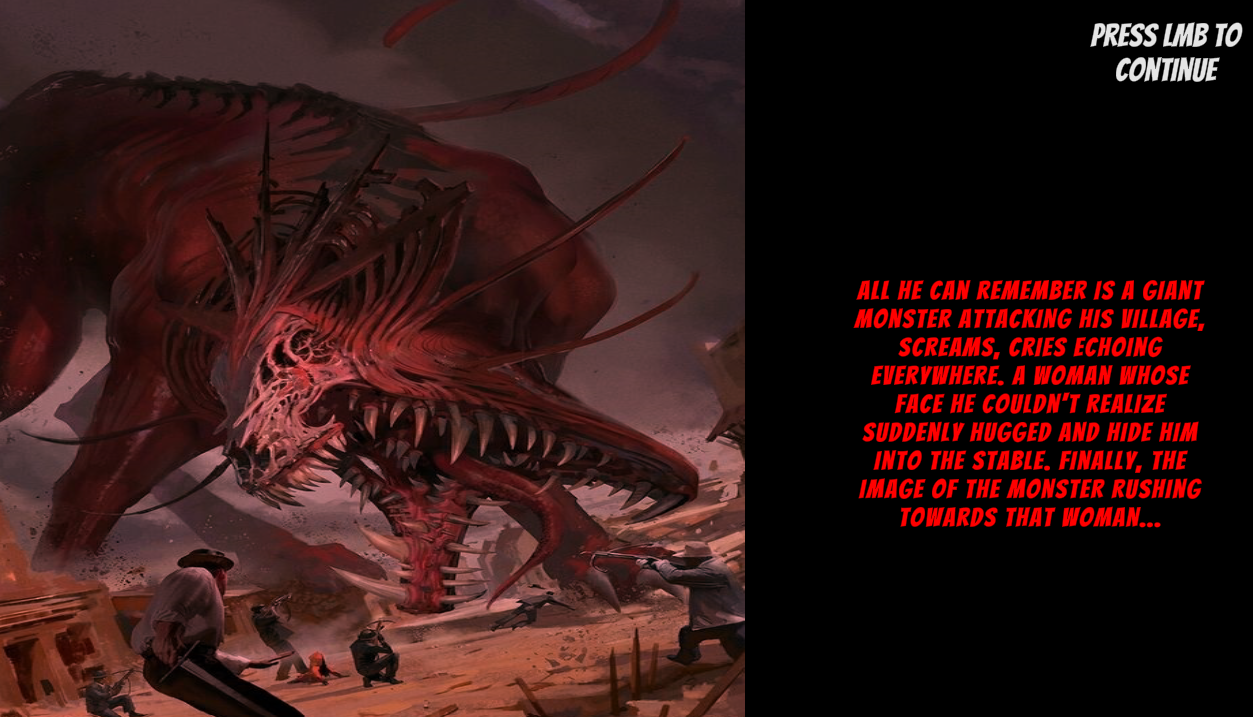 PRESS LMB TO
CONTINUE
ALL HE CAN REMEMBER IS A GIANT
MONSTER ATTACKING HIS VILLAGE,
SCREAMS, CRIES ECHOING
EVERYWHERE. A WOMAN WHOSE
FACE HE COULDN'T REALIZE
SUDDENLY HUGGED AND HIDE HIM
INTO THE STABLE. FINALLY, THE
IMAGE OF THE MONSTER RUSHING
TOWARDS THAT WOMAN...